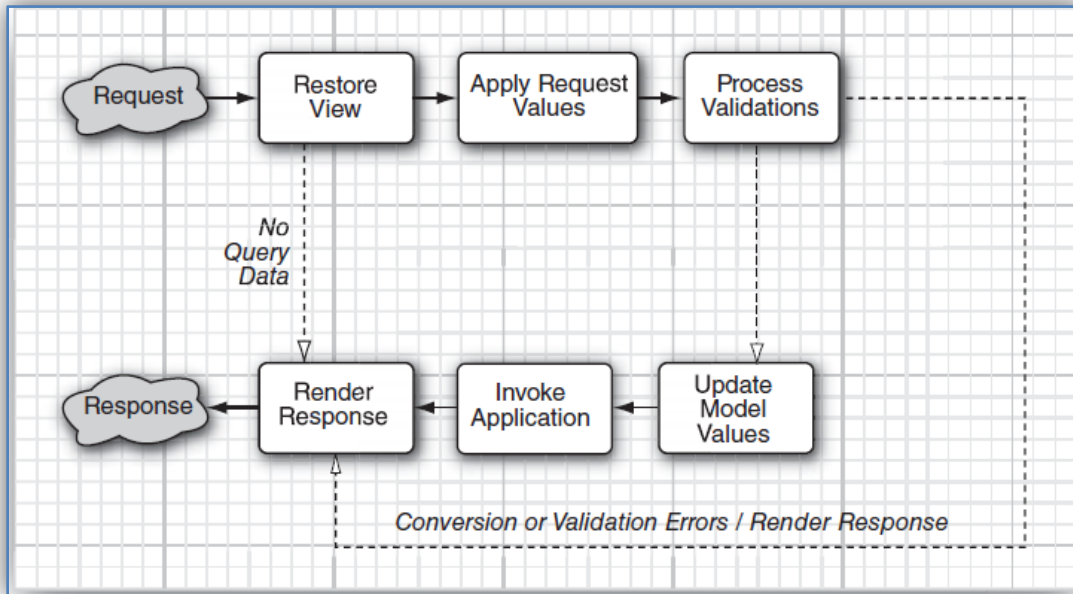 Request
Restore
View
Apply Request
Values
Process
Validations
No
Query
Data
Response
Render
Response
Invoke
Application
Update
Model
Values
Conversion or Validation Errors / Render Response